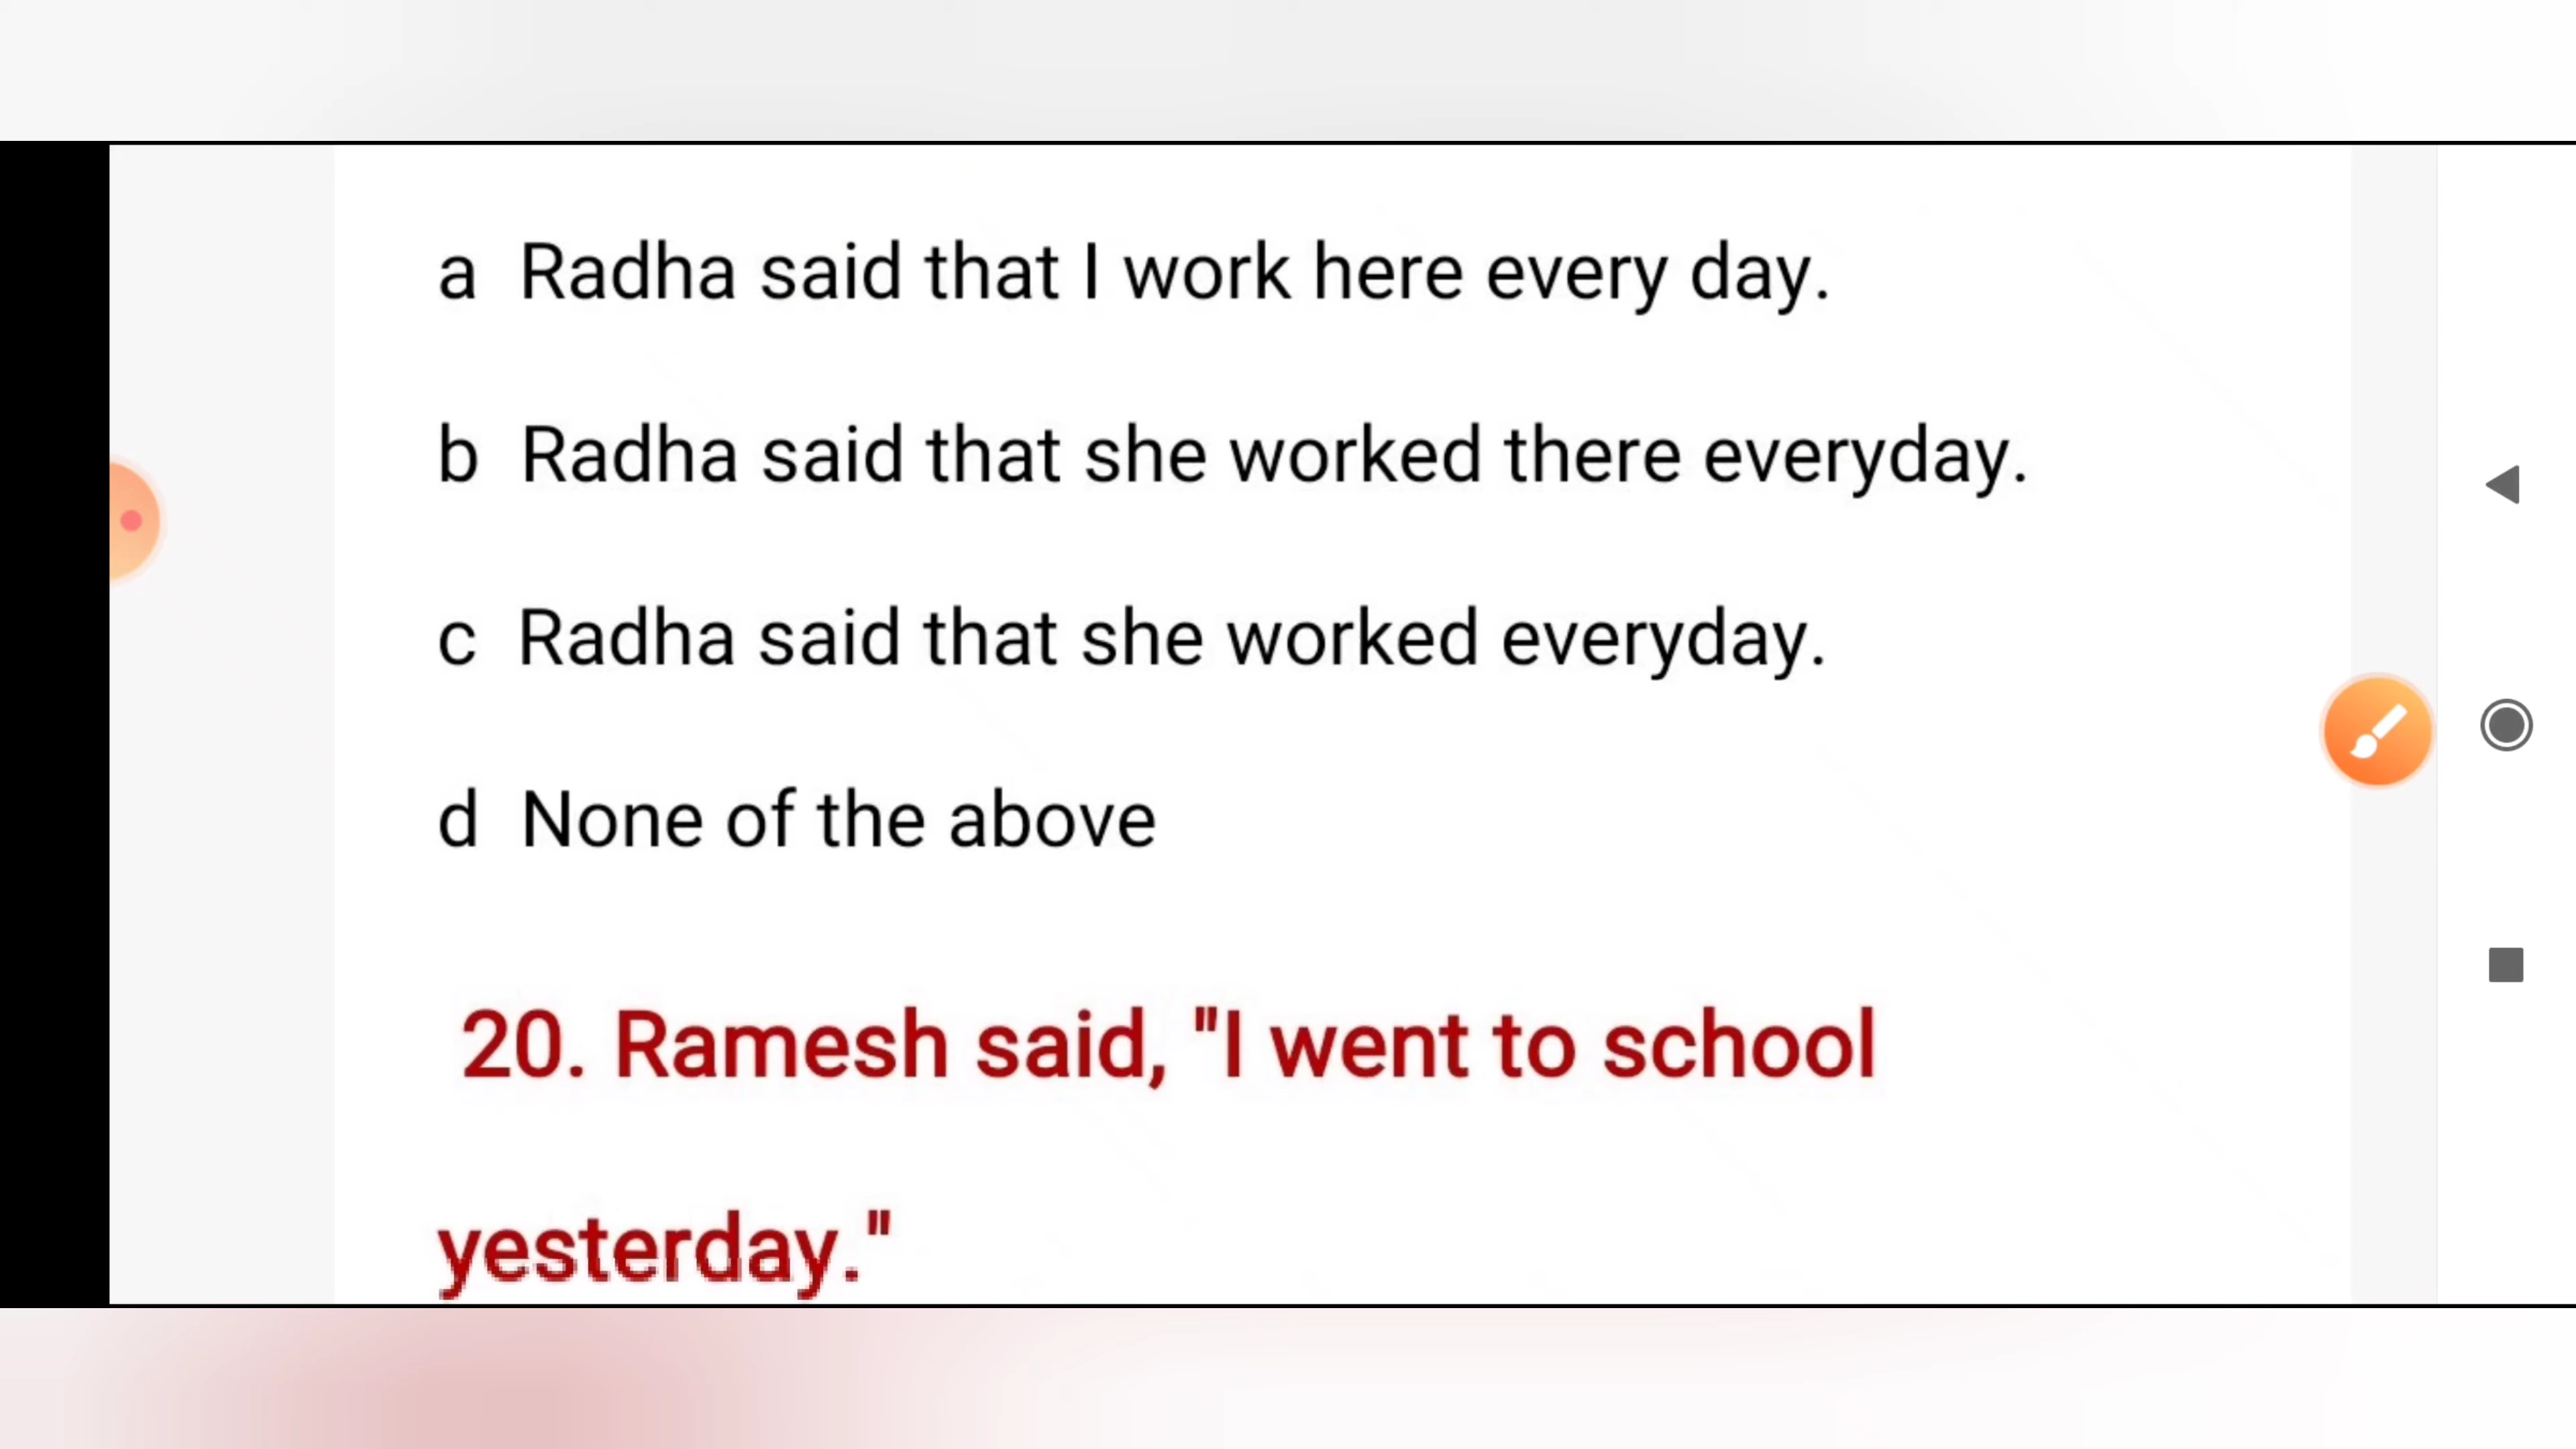 a Radha said that I work here every day.
b Radha said that she worked there everyday.
c Radha said that she worked everyday.
d None of the above
20. Ramesh said, "I went to school
yesterday."